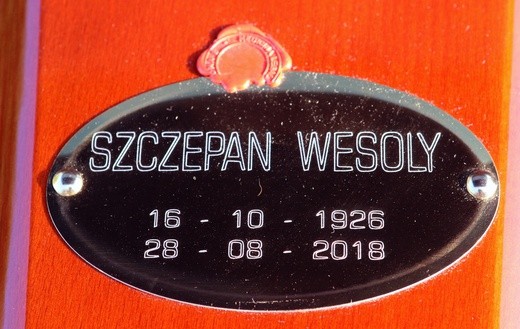 SZCZEPAN WESOLY
16 - 10 - 1926
28 - 08 - 2018